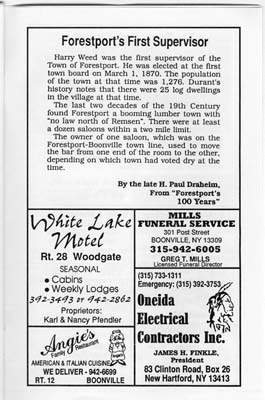 Forestport's First Supervisor
Harry Weed was the first supervisor of the
Town of Forestport. He was elected at the first
town board on March 1, 1870. The population
of the town at that time was 1,276. Durant's
history notes that there were 25 log dwellings
in the village at that time.
The last two decades of the 19th Century
found Forestport a booming lumber town with
"no law north of Remsen". There were at least
a dozen saloons within a two mile limit.
The owner of one saloon, which was on the
Forestport-Boonville town line, used to move
the bar from one end of the room to the other,
depending on which town had voted dry at the
time.
By the late H. Paul Draheim,
From "Forestport's
100 Years"
White Lake
Motel
Rt. 28 Woodgate
SEASONAL
• Cabins
• Weekly Lodges
392-3493 or 942-2862
Proprietors:
Karl & Nancy Pfendler
Angie's
Family Restaurant
AMERICAN & ITALIAN CUISINE
WE DELIVER - 942-6699
RT. 12 BOONVILLE
MILLS
FUNERAL SERVICE
301 Post Street
BOONVILLE, NY 13309
315-942-6005
GREG T. MILLS
Licensed Funeral Director
(315) 733-1311
Emergency: (315) 392-3753
Oneida
Electrical
Contractors Inc.
JAMES H. FINKLE,
President
83 Clinton Road, Box 26
New Hartford, NY 13413